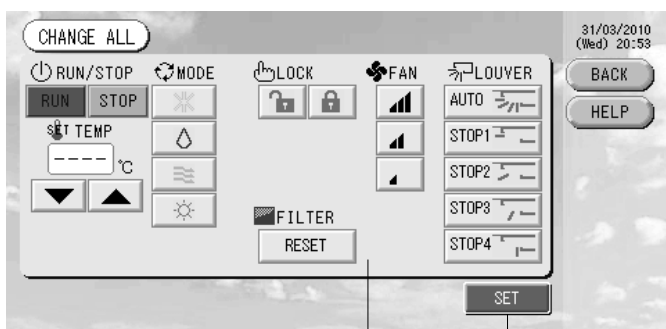 CHANGE ALL
31/03/2010
(Wed) 20:53
RUN/STOP
MODE
LOCK
FAN
LOUVER
BACK
RUN
STOP
AUTO
HELP
SET TEMP
STOP1
----°C
STOP2
STOP3
FILTER
RESET
STOP4
SET